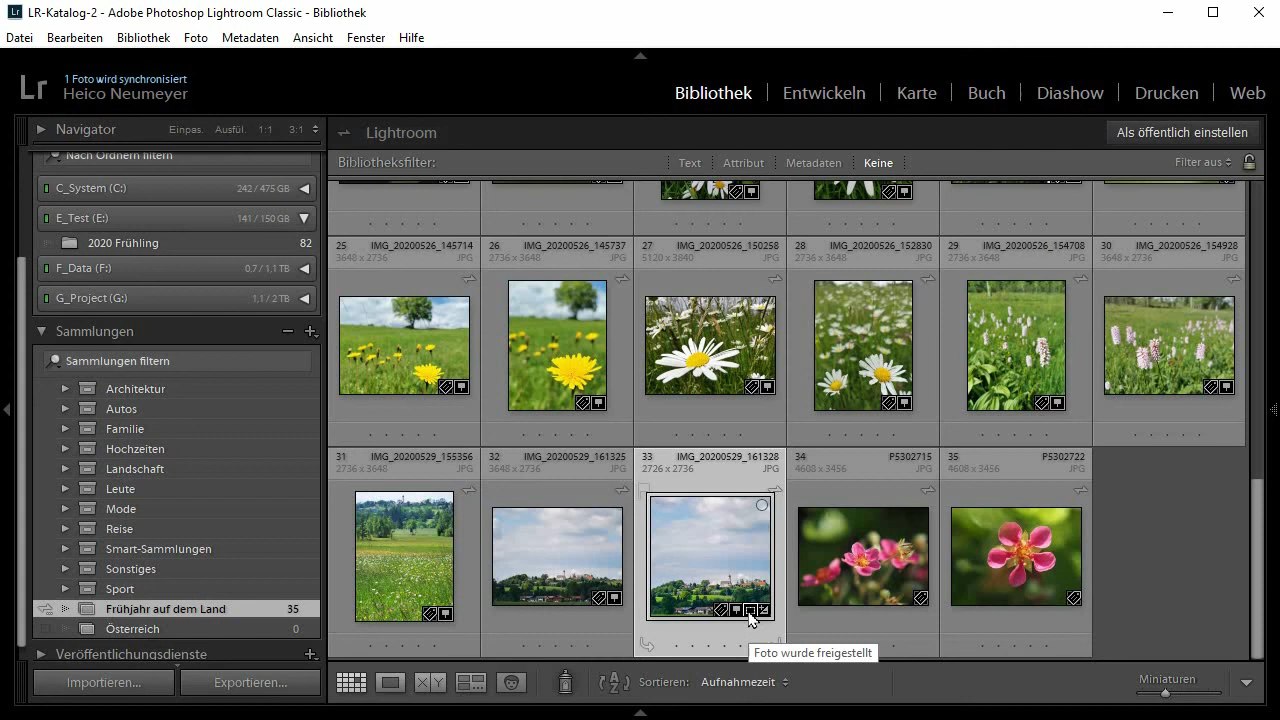 LR-Katalog-2 - Adobe Photoshop Lightroom Classic - Bibliothek
Datei Bearbeiten Bibliothek Foto Metadaten Ansicht Fenster Hilfe
Lr
1 Foto wird synchronisiert
Heico Neumeyer
Bibliothek Entwickeln Karte Buch Diashow Drucken Web
Navigator Einpas. Ausfül. 1:1 3:1
Lightroom Als öffentlich einstellen
Nach Ordnern filtern
Bibliotheksfilter: Text Attribut Metadaten Keine Filter aus
C_System (C:) 242 / 475 GB
E_Test (E:) 141 / 150 GB
2020 Frühling 82
F_Data (F:) 0,7 / 1,1 TB
G_Project (G:) 1,1 / 2 TB
Sammlungen
Sammlungen filtern
Architektur
Autos
Familie
Hochzeiten
Landschaft
Leute
Mode
Reise
Smart-Sammlungen
Sonstiges
Sport
Frühjahr auf dem Land 35
Österreich 0
Veröffentlichungsdienste
Importieren... Exportieren...
25 IMG_20200526_145714
3648 x 2736 JPG
26 IMG_20200526_145737
2736 x 3648 JPG
27 IMG_20200526_150258
5120 x 3840 JPG
28 IMG_20200526_152830
2736 x 3648 JPG
29 IMG_20200526_154708
2736 x 3648 JPG
30 IMG_20200526_154928
3648 x 2736 JPG
31 IMG_20200529_155356
2736 x 3648 JPG
32 IMG_20200529_161325
3648 x 2736 JPG
33 IMG_20200529_161328
2726 x 2736 JPG
34 P5302715
4608 x 3456 JPG
35 P5302722
4608 x 3456 JPG
Foto wurde freigestellt
XY AZ Sortieren: Aufnahmezeit Miniaturen